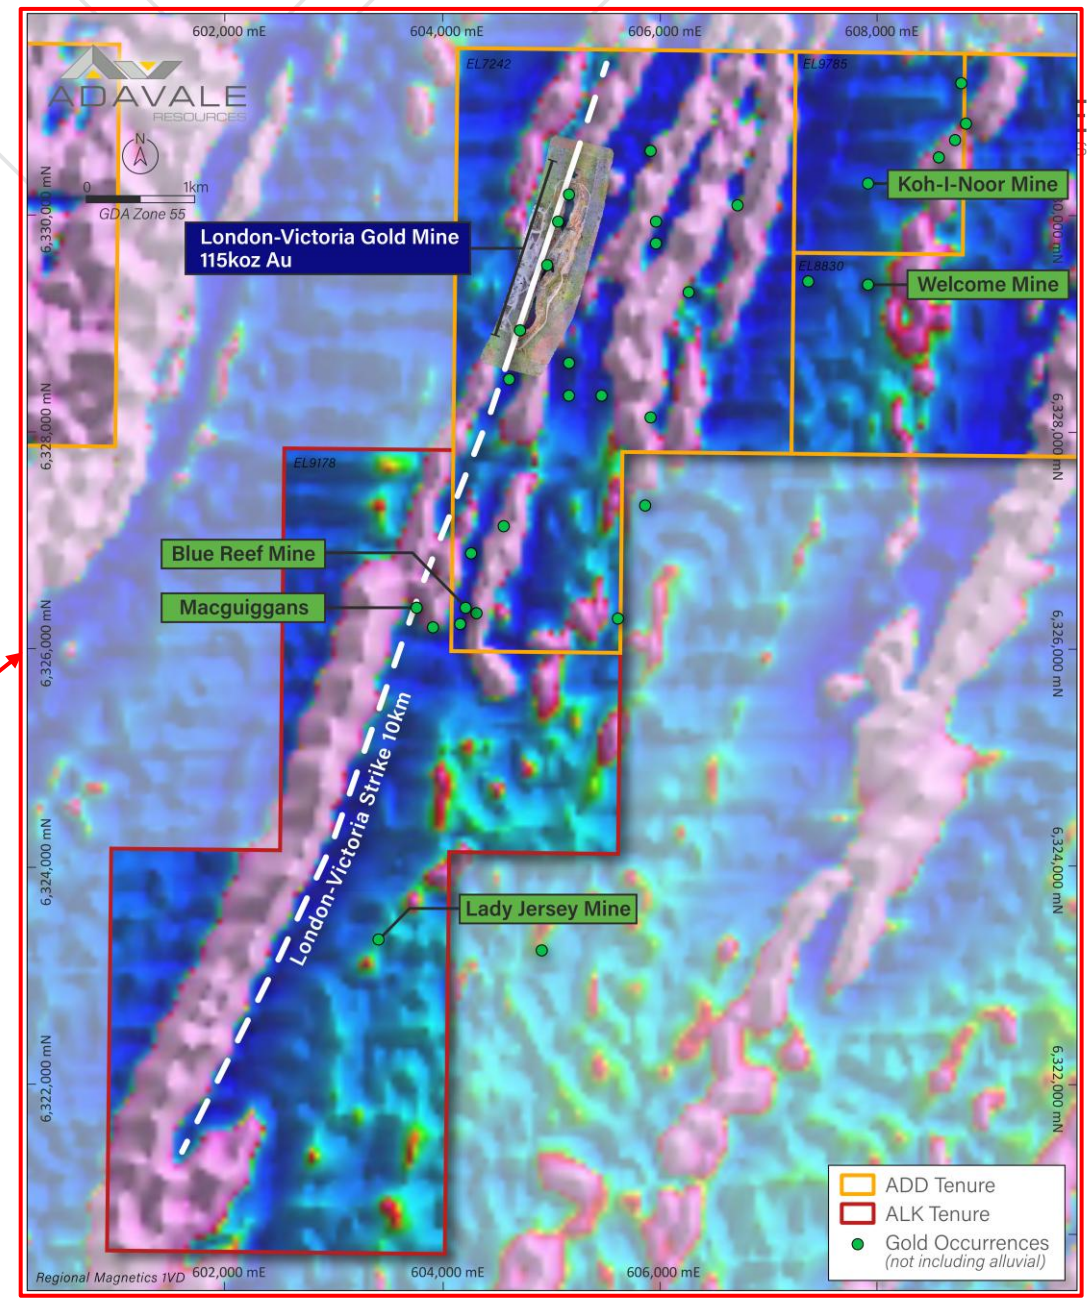 602,000 mE
604,000 mE
606,000 mE
608,000 mE
ADAVALE
RESOURCES
N
0
1km
GDA Zone 55
EL7242
EL9785
Koh-I-Noor Mine
6,330,000 mN
London-Victoria Gold Mine
115koz Au
EL8830
Welcome Mine
6,328,000 mN
6,328,000 mN
EL9178
Blue Reef Mine
Macguiggans
6,326,000 mN
6,326,000 mN
London-Victoria Strike 10km
6,324,000 mN
6,324,000 mN
Lady Jersey Mine
6,322,000 mN
6,322,000 mN
ADD Tenure
ALK Tenure
Gold Occurrences
(not including alluvial)
Regional Magnetics 1VD
602,000 mE
604,000 mE
606,000 mE